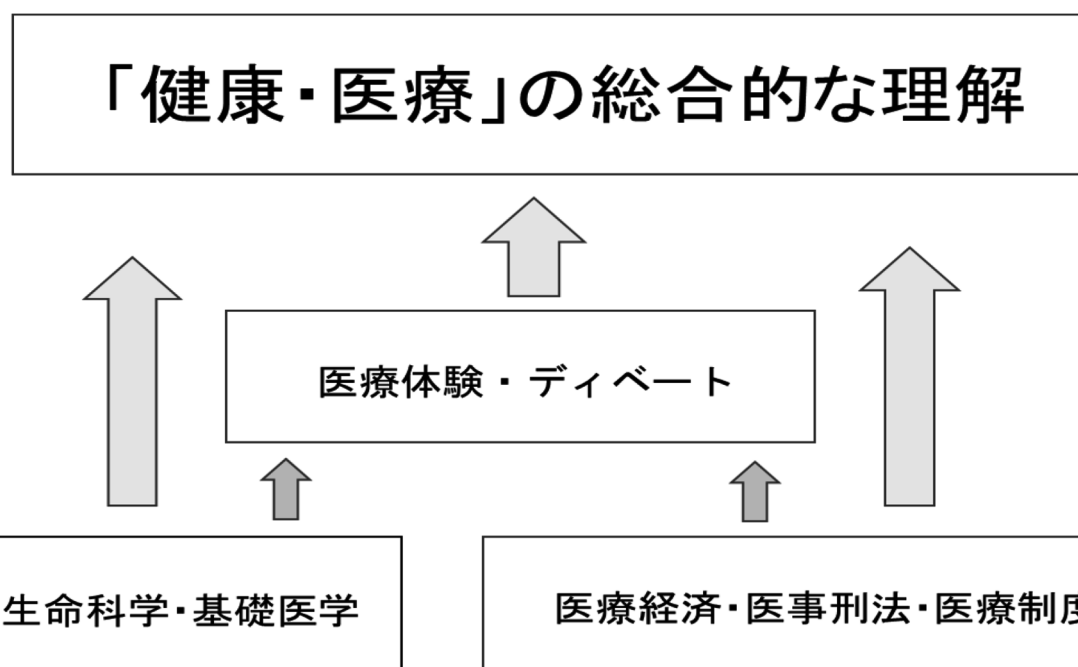 「健康・医療」の総合的な理解
医療体験・ディベート
生命科学・基礎医学
医療経済・医事刑法・医療制度